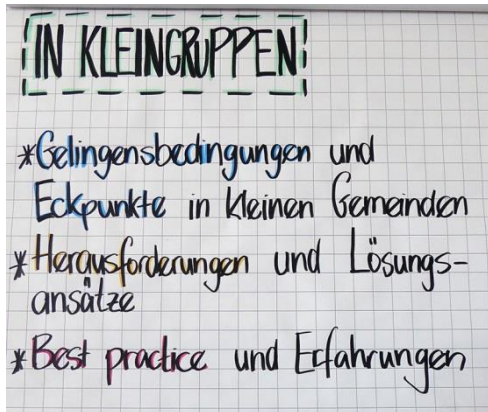 IN KLEINGRUPPEN
*Gelingensbedingungen und
Eckpunkte in kleinen Gemeinden
*Herausforderungen und Lösungs-
ansätze
*Best practice und Erfahrungen